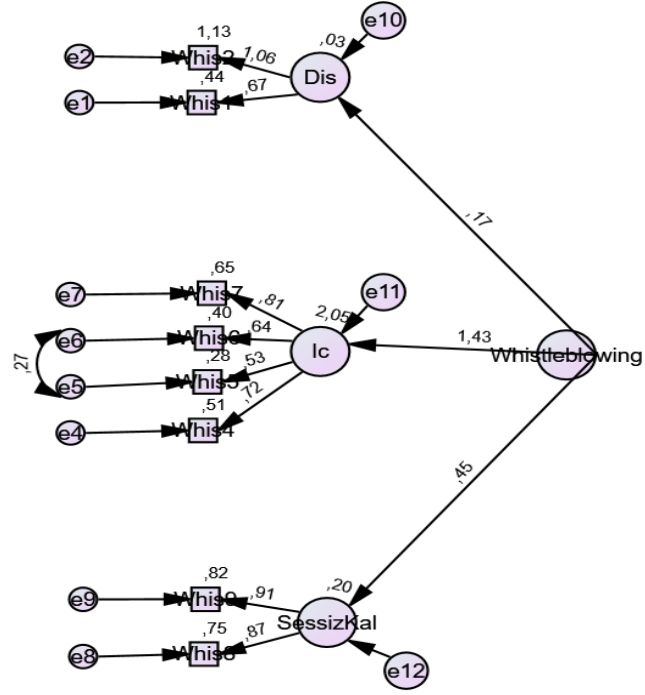 e10
,03
1,13
e2
Whis2
1,06
Dis
,44
e1
Whis1
,67
,17
,65
e7
Whis7
,81
e11
2,05
,40
e6
Whis6
,64
Ic
1,43
Whistleblowing
,27
,28
e5
Whis5
,53
,72
,51
e4
Whis4
,45
,82
e9
Whis9
,91
,20
SessizKal
,75
e8
Whis8
,87
e12